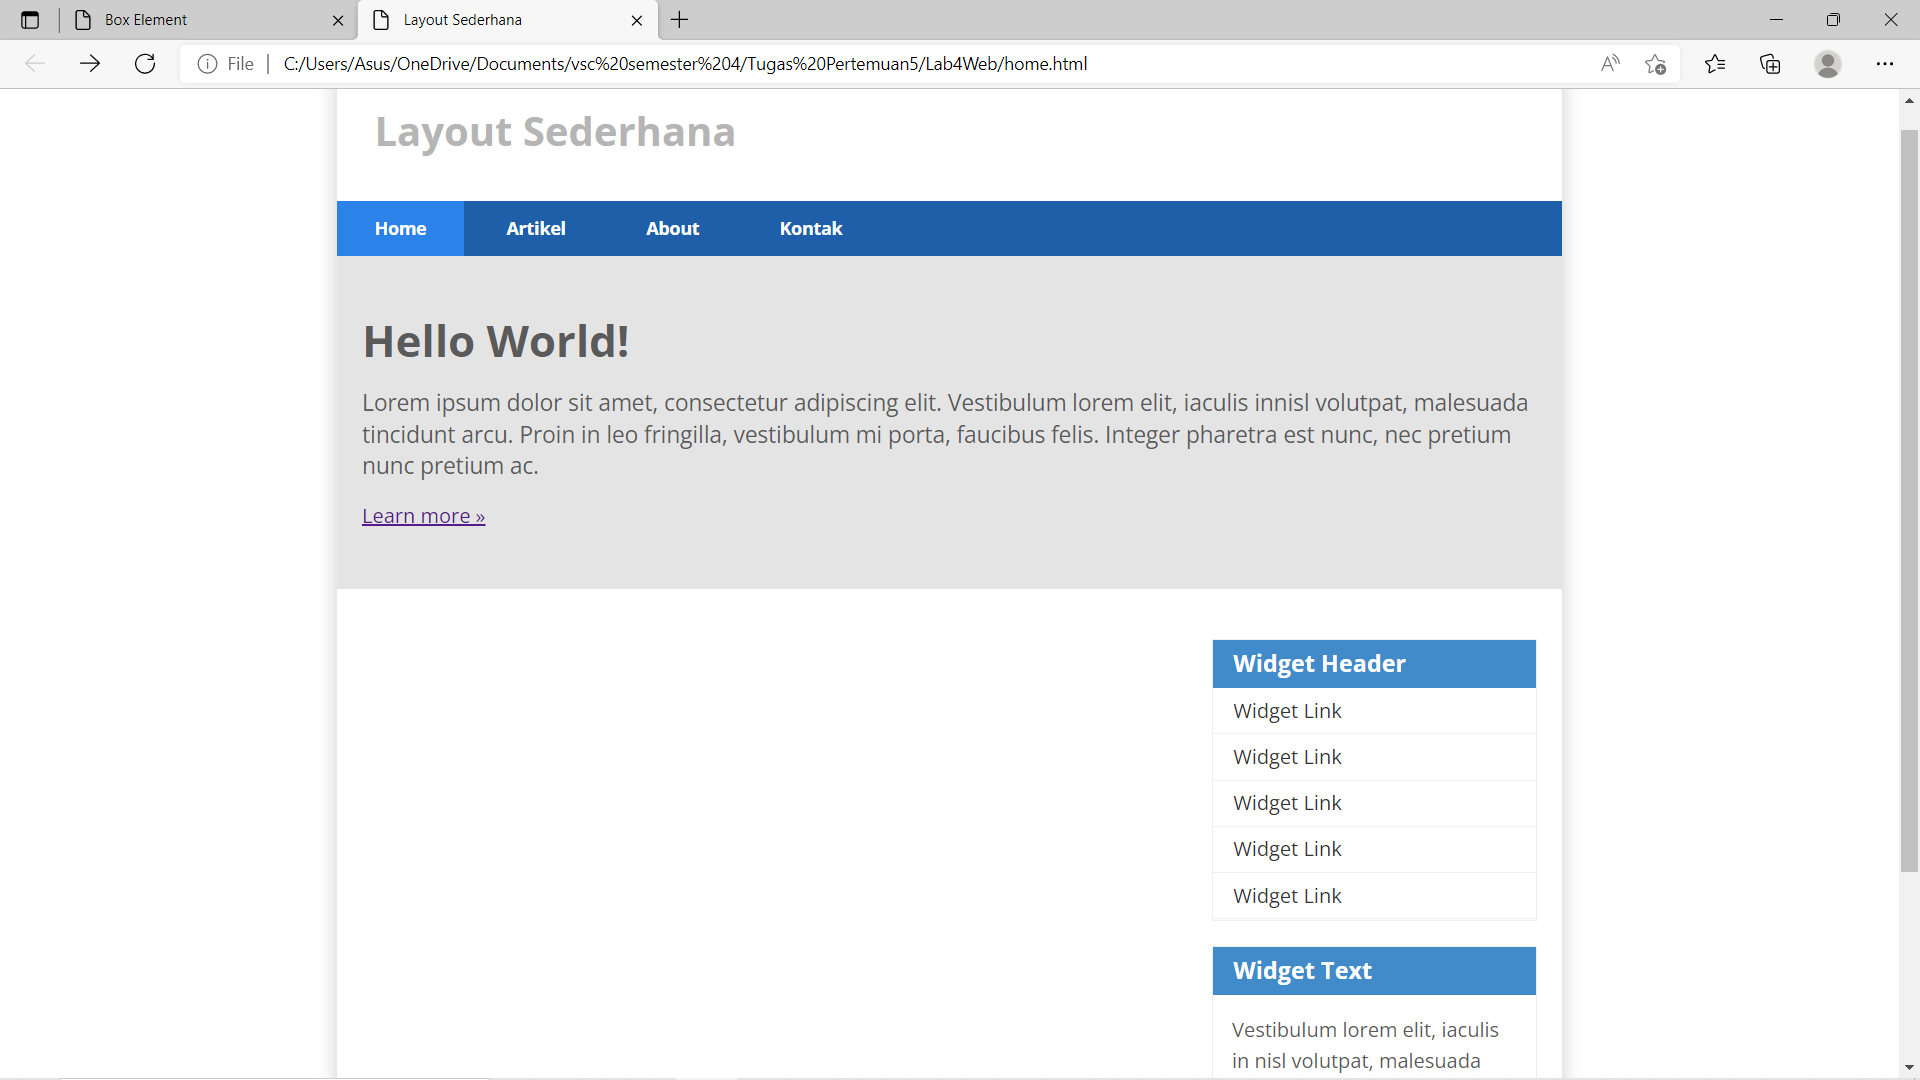 Box Element
Layout Sederhana
File
C:/Users/Asus/OneDrive/Documents/vsc%20semester%204/Tugas%20Pertemuan5/Lab4Web/home.html
Layout Sederhana
Home Artikel About Kontak
Hello World!
Lorem ipsum dolor sit amet, consectetur adipiscing elit. Vestibulum lorem elit, iaculis innisl volutpat, malesuada
tincidunt arcu. Proin in leo fringilla, vestibulum mi porta, faucibus felis. Integer pharetra est nunc, nec pretium
nunc pretium ac.
Learn more »
Widget Header
Widget Link
Widget Link
Widget Link
Widget Link
Widget Link
Widget Text
Vestibulum lorem elit, iaculis
in nisl volutpat, malesuada